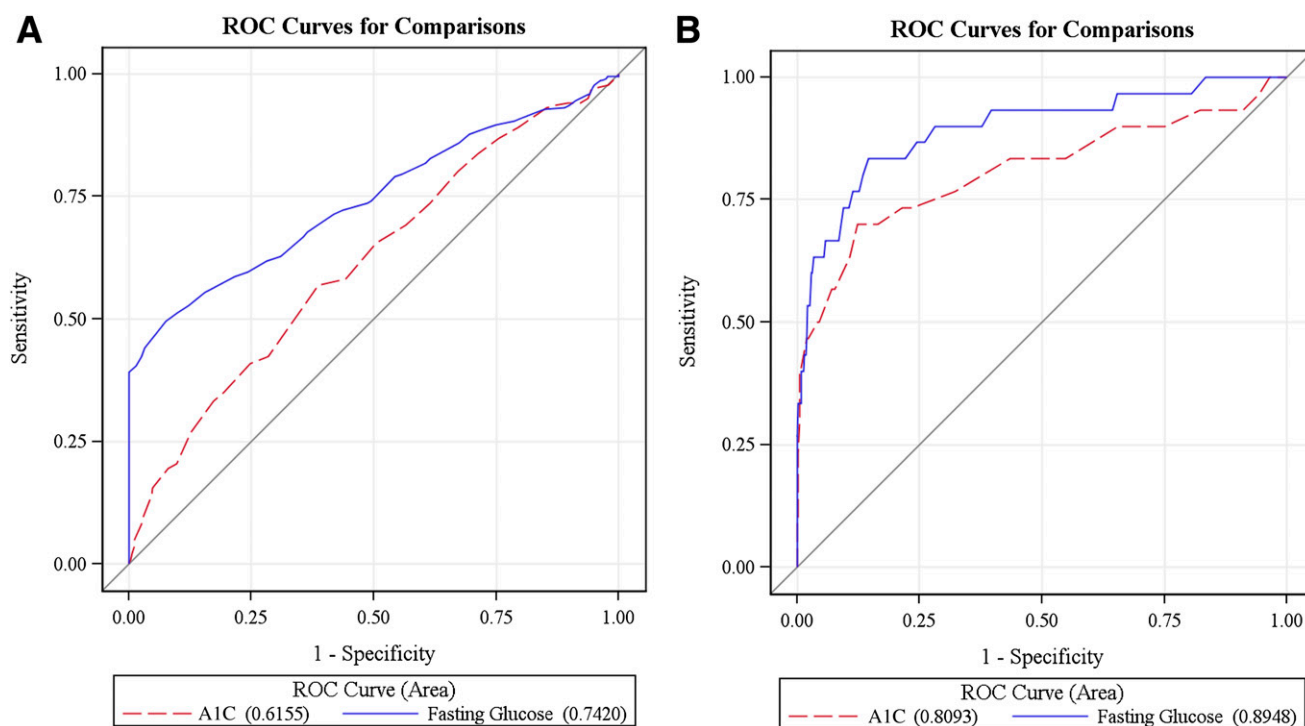 A
ROC Curves for Comparisons
1.00
0.75
0.50
0.25
0.00
Sensitivity
0.00 0.25 0.50 0.75 1.00
1 - Specificity
ROC Curve (Area)
A1C (0.6155) Fasting Glucose (0.7420)
B
ROC Curves for Comparisons
1.00
0.75
0.50
0.25
0.00
Sensitivity
0.00 0.25 0.50 0.75 1.00
1 - Specificity
ROC Curve (Area)
A1C (0.8093) Fasting Glucose (0.8948)